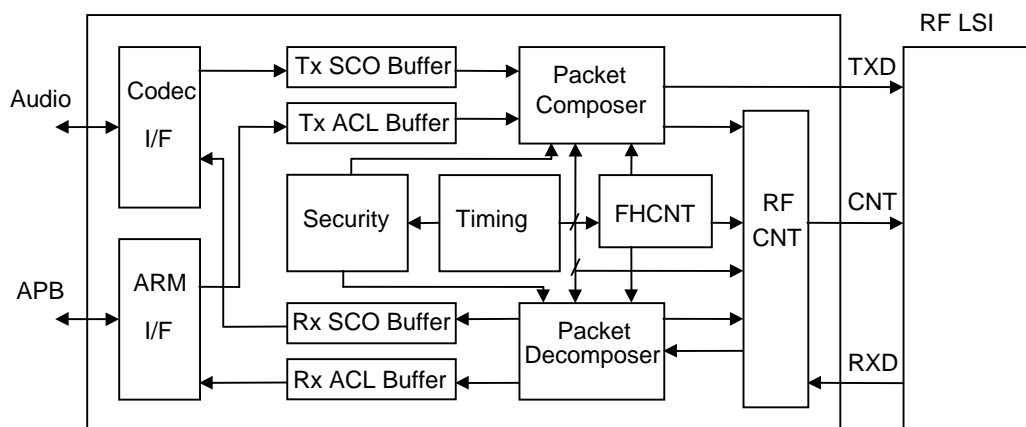 RF LSI
Tx SCO Buffer
Packet
Composer
TXD
Codec
I/F
Audio
Tx ACL Buffer
Security
Timing
FHCNT
RF
CNT
CNT
ARM
I/F
APB
Rx SCO Buffer
Packet
Decomposer
Rx ACL Buffer
RXD